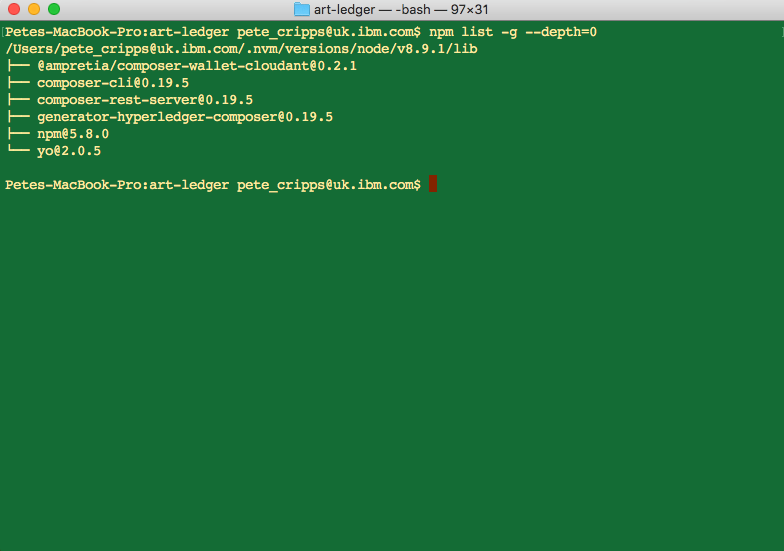 art-ledger — -bash — 97×31
Petes-MacBook-Pro:art-ledger pete_cripps@uk.ibm.com$ npm list -g --depth=0
/Users/pete_cripps@uk.ibm.com/.nvm/versions/node/v8.9.1/lib
├── @ampretia/composer-wallet-cloudant@0.2.1
├── composer-cli@0.19.5
├── composer-rest-server@0.19.5
├── generator-hyperledger-composer@0.19.5
├── npm@5.8.0
└── yo@2.0.5
Petes-MacBook-Pro:art-ledger pete_cripps@uk.ibm.com$